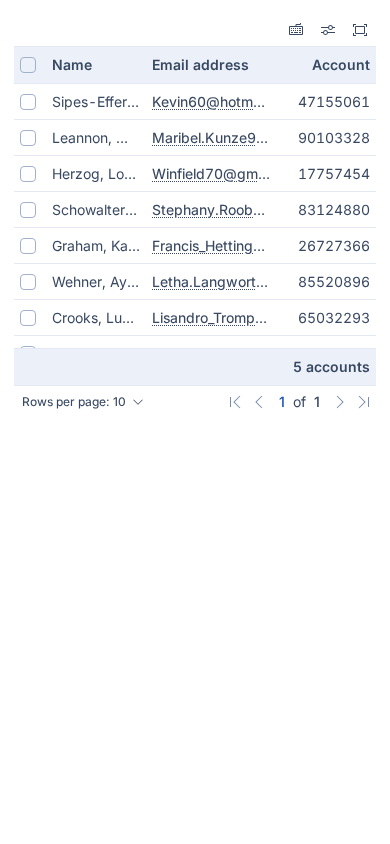 Name Email address Account
Sipes-Effer... Kevin60@hotm... 47155061
Leannon, ... Maribel.Kunze9... 90103328
Herzog, Lo... Winfield70@gm... 17757454
Schowalter... Stephany.Roob... 83124880
Graham, Ka... Francis_Hetting... 26727366
Wehner, Ay... Letha.Langwort... 85520896
Crooks, Lu... Lisandro_Tromp... 65032293
5 accounts
Rows per page: 10 1 of 1